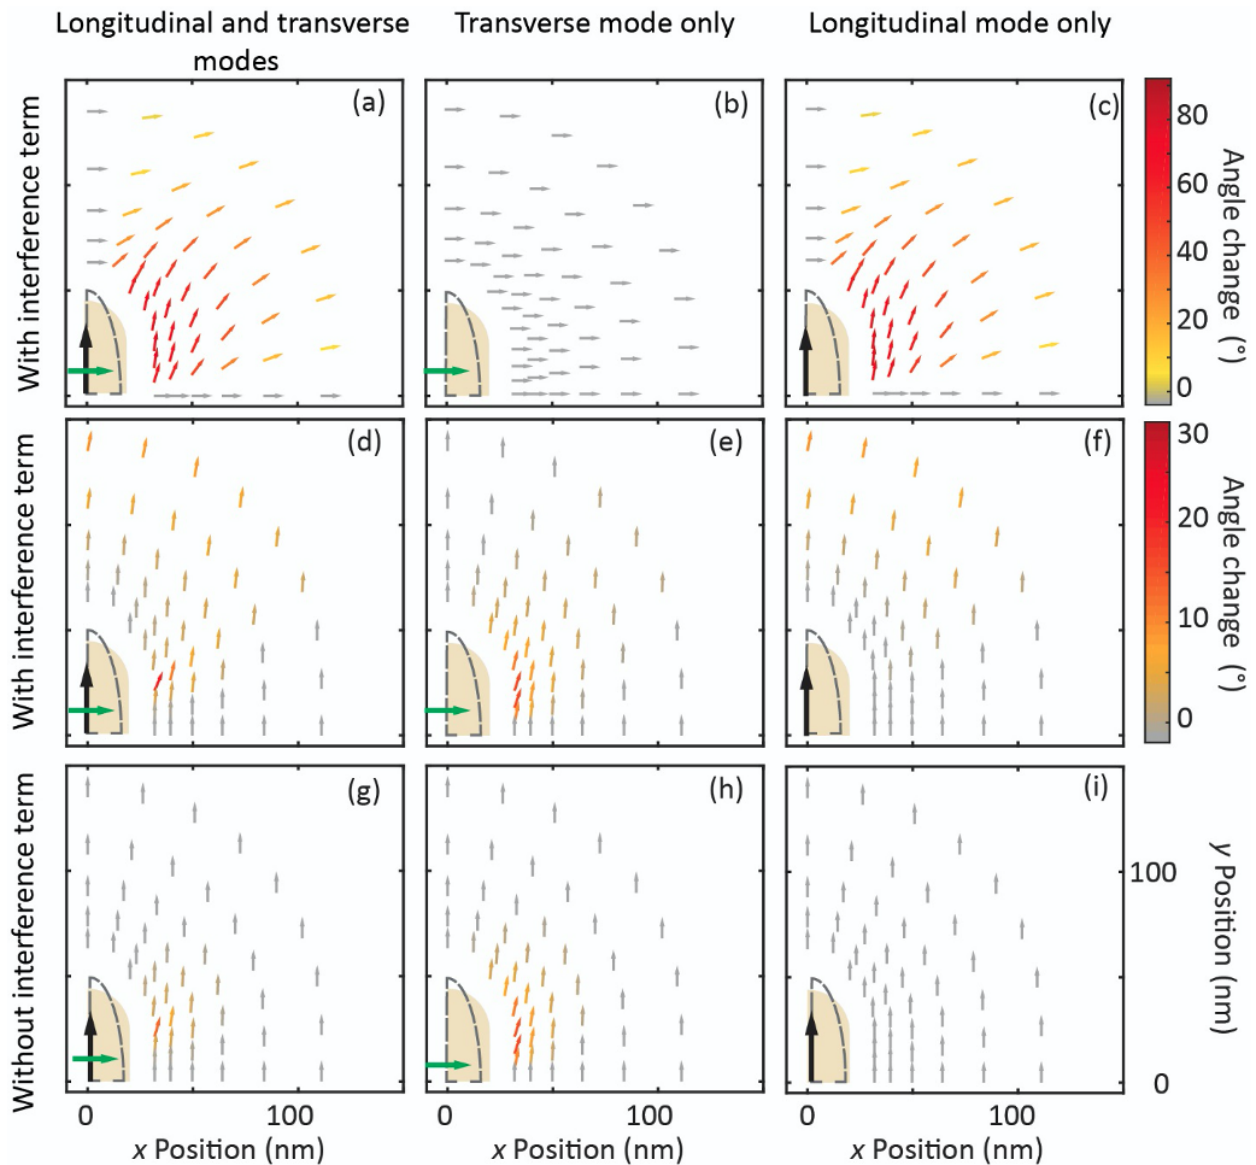 Longitudinal and transverse
modes
Transverse mode only
Longitudinal mode only
With interference term
(a)
(b)
(c)
80
60
40
20
0
Angle change (°)
With interference term
(d)
(e)
(f)
30
20
10
0
Angle change (°)
Without interference term
(g)
(h)
(i)
100
0
y Position (nm)
0
100
0
100
0
100
x Position (nm)
x Position (nm)
x Position (nm)